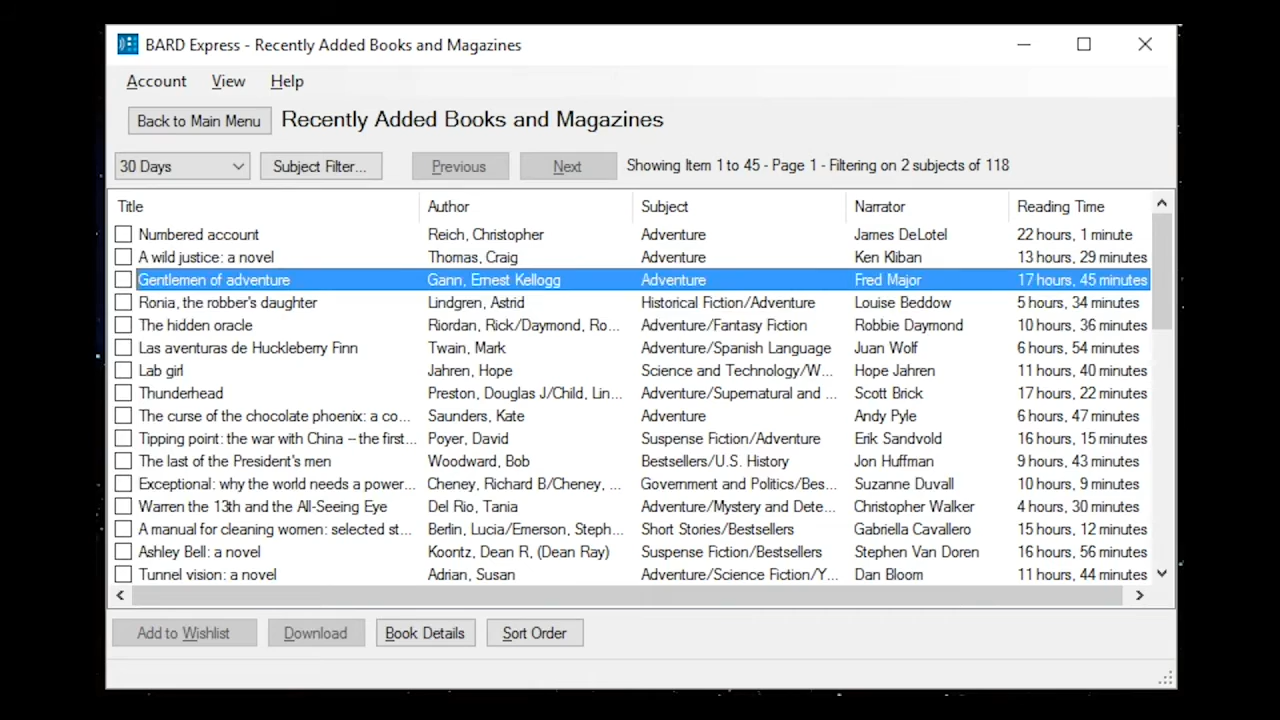 BARD Express - Recently Added Books and Magazines
Account View Help
Back to Main Menu Recently Added Books and Magazines
30 Days Subject Filter... Previous Next Showing Item 1 to 45 - Page 1 - Filtering on 2 subjects of 118
Title Author Subject Narrator Reading Time
Numbered account Reich, Christopher Adventure James DeLotel 22 hours, 1 minute
A wild justice: a novel Thomas, Craig Adventure Ken Kliban 13 hours, 29 minutes
Gentlemen of adventure Gann, Ernest Kellogg Adventure Fred Major 17 hours, 45 minutes
Ronia, the robber's daughter Lindgren, Astrid Historical Fiction/Adventure Louise Beddow 5 hours, 34 minutes
The hidden oracle Riordan, Rick/Daymond, Ro... Adventure/Fantasy Fiction Robbie Daymond 10 hours, 36 minutes
Las aventuras de Huckleberry Finn Twain, Mark Adventure/Spanish Language Juan Wolf 6 hours, 54 minutes
Lab girl Jahren, Hope Science and Technology/W... Hope Jahren 11 hours, 40 minutes
Thunderhead Preston, Douglas J/Child, Lin... Adventure/Supernatural and ... Scott Brick 17 hours, 22 minutes
The curse of the chocolate phoenix: a co... Saunders, Kate Adventure Andy Pyle 6 hours, 47 minutes
Tipping point: the war with China -- the first... Poyer, David Suspense Fiction/Adventure Erik Sandvold 16 hours, 15 minutes
The last of the President's men Woodward, Bob Bestsellers/U.S. History Jon Huffman 9 hours, 43 minutes
Exceptional: why the world needs a power... Cheney, Richard B/Cheney, ... Government and Politics/Bes... Suzanne Duvall 10 hours, 9 minutes
Warren the 13th and the All-Seeing Eye Del Rio, Tania Adventure/Mystery and Dete... Christopher Walker 4 hours, 30 minutes
A manual for cleaning women: selected st... Berlin, Lucia/Emerson, Steph... Short Stories/Bestsellers Gabriella Cavallero 15 hours, 12 minutes
Ashley Bell: a novel Koontz, Dean R, (Dean Ray) Suspense Fiction/Bestsellers Stephen Van Doren 16 hours, 56 minutes
Tunnel vision: a novel Adrian, Susan Adventure/Science Fiction/Y... Dan Bloom 11 hours, 44 minutes
Add to Wishlist Download Book Details Sort Order